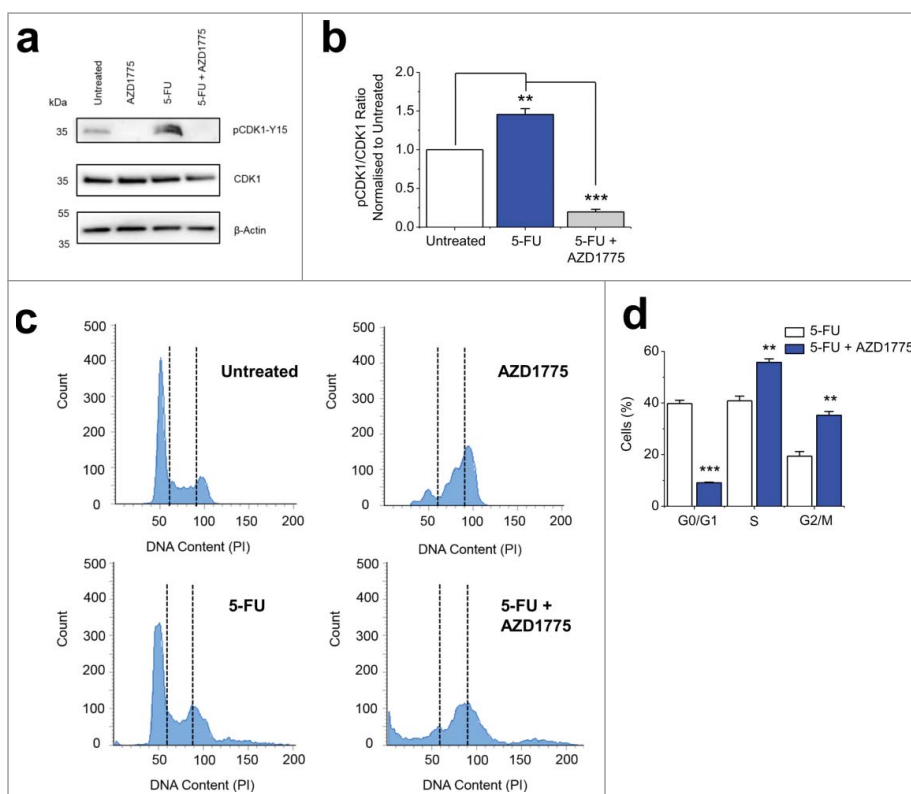 a
kDa
Untreated
AZD1775
5-FU
5-FU + AZD1775
35
pCDK1-Y15
35
CDK1
55
35
β-Actin
b
pCDK1/CDK1 Ratio
Normalised to Untreated
2.0
1.5
1.0
0.5
0.0
**
***
Untreated
5-FU
5-FU +
AZD1775
c
500
400
300
200
100
0
Count
Untreated
50
100
150
200
DNA Content (PI)
500
400
300
200
100
0
Count
AZD1775
50
100
150
200
DNA Content (PI)
500
400
300
200
100
0
Count
5-FU
50
100
150
200
DNA Content (PI)
500
400
300
200
100
0
Count
5-FU +
AZD1775
50
100
150
200
DNA Content (PI)
d
5-FU
5-FU + AZD1775
60
40
20
0
Cells (%)
***
**
**
G0/G1
S
G2/M